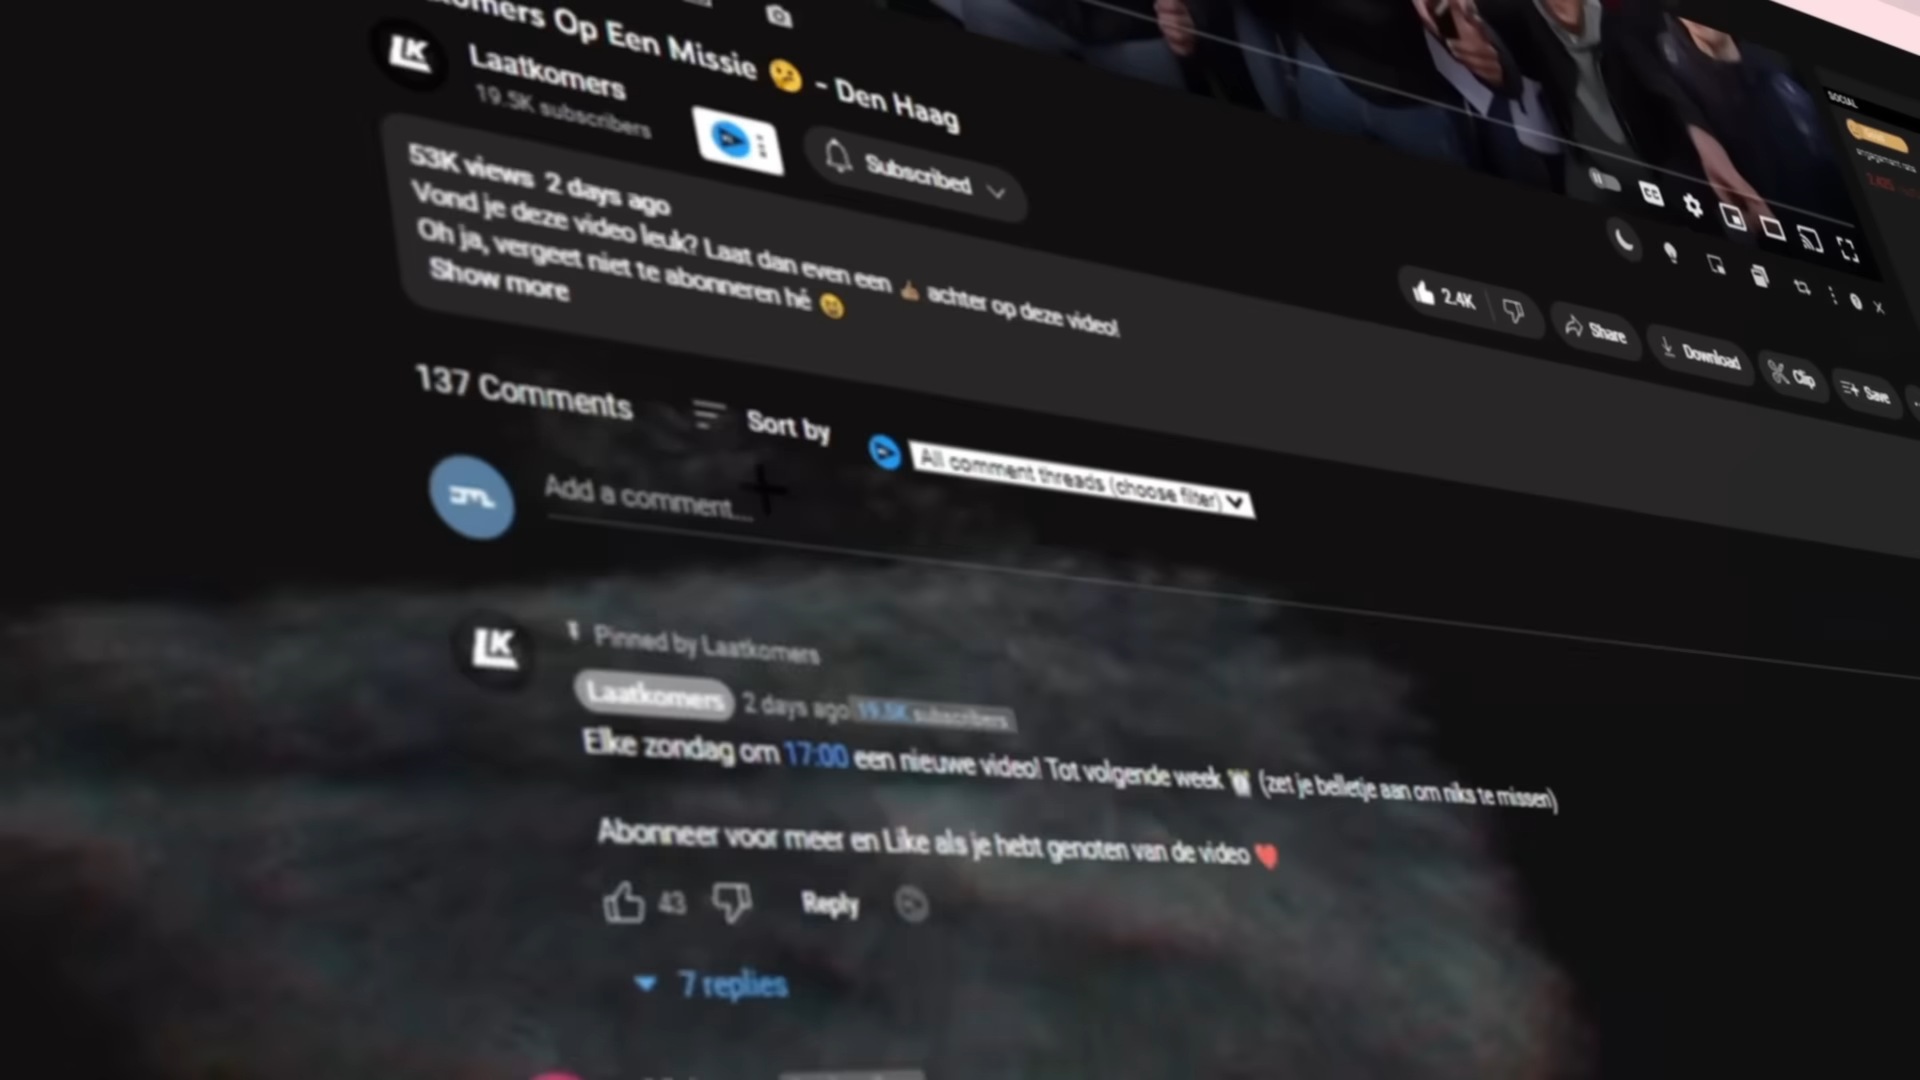 Op Een Missie 🤔 - Den Haag
LK
Laatkomers
19.5K subscribers
Subscribed
53K views 2 days ago
Vond je deze video leuk? Laat dan even een 👍🏽 achter op deze video!
Oh ja, vergeet niet te abonneren hé
Show more
SOCIAL
2.4K
Share
Download
Clip
Save
137 Comments
Sort by
All comment threads (choose filter)
Add a comment...
LK
Pinned by Laatkomers
Laatkomers 2 days ago 19.5K subscribers
Elke zondag om 17:00 een nieuwe video! Tot volgende week (zet je belletje aan om niks te missen)
Abonneer voor meer en Like als je hebt genoten van de video ♥️
43
Reply
7 replies